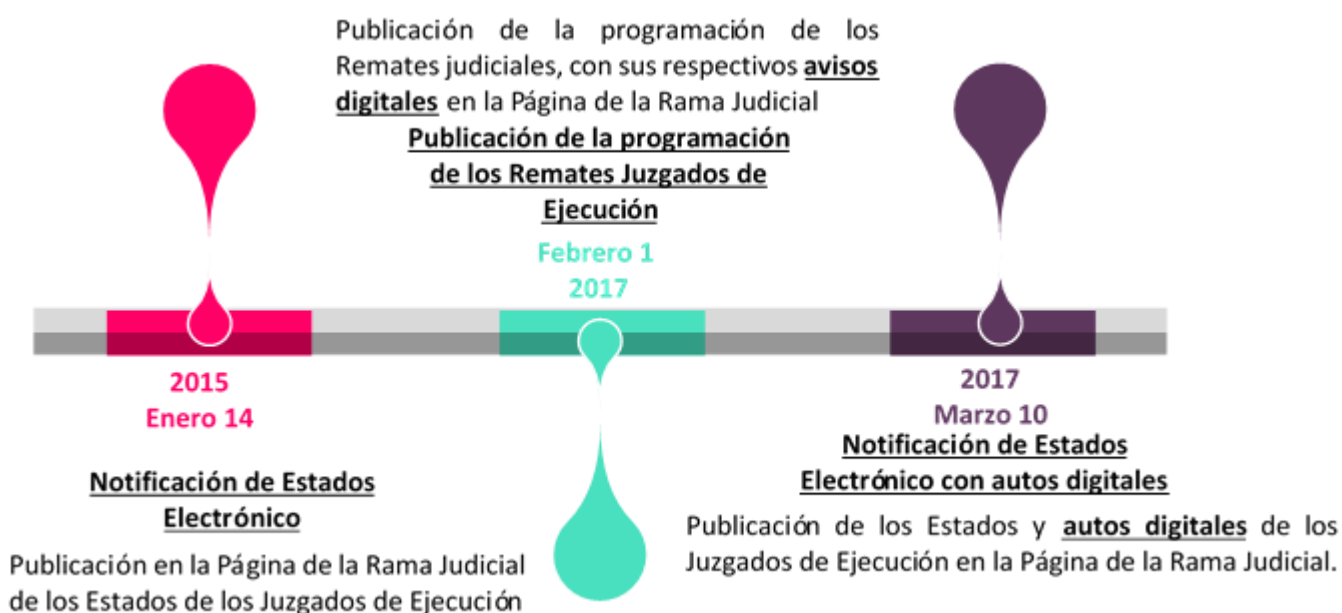 Publicación de la programación de los
Remates judiciales, con sus respectivos avisos
digitales en la Página de la Rama Judicial
Publicación de la programación
de los Remates Juzgados de
Ejecución
Febrero 1
2017
2015
Enero 14
Notificación de Estados
Electrónico
Publicación en la Página de la Rama Judicial
de los Estados de los Juzgados de Ejecución
2017
Marzo 10
Notificación de Estados
Electrónico con autos digitales
Publicación de los Estados y autos digitales de los
Juzgados de Ejecución en la Página de la Rama Judicial.